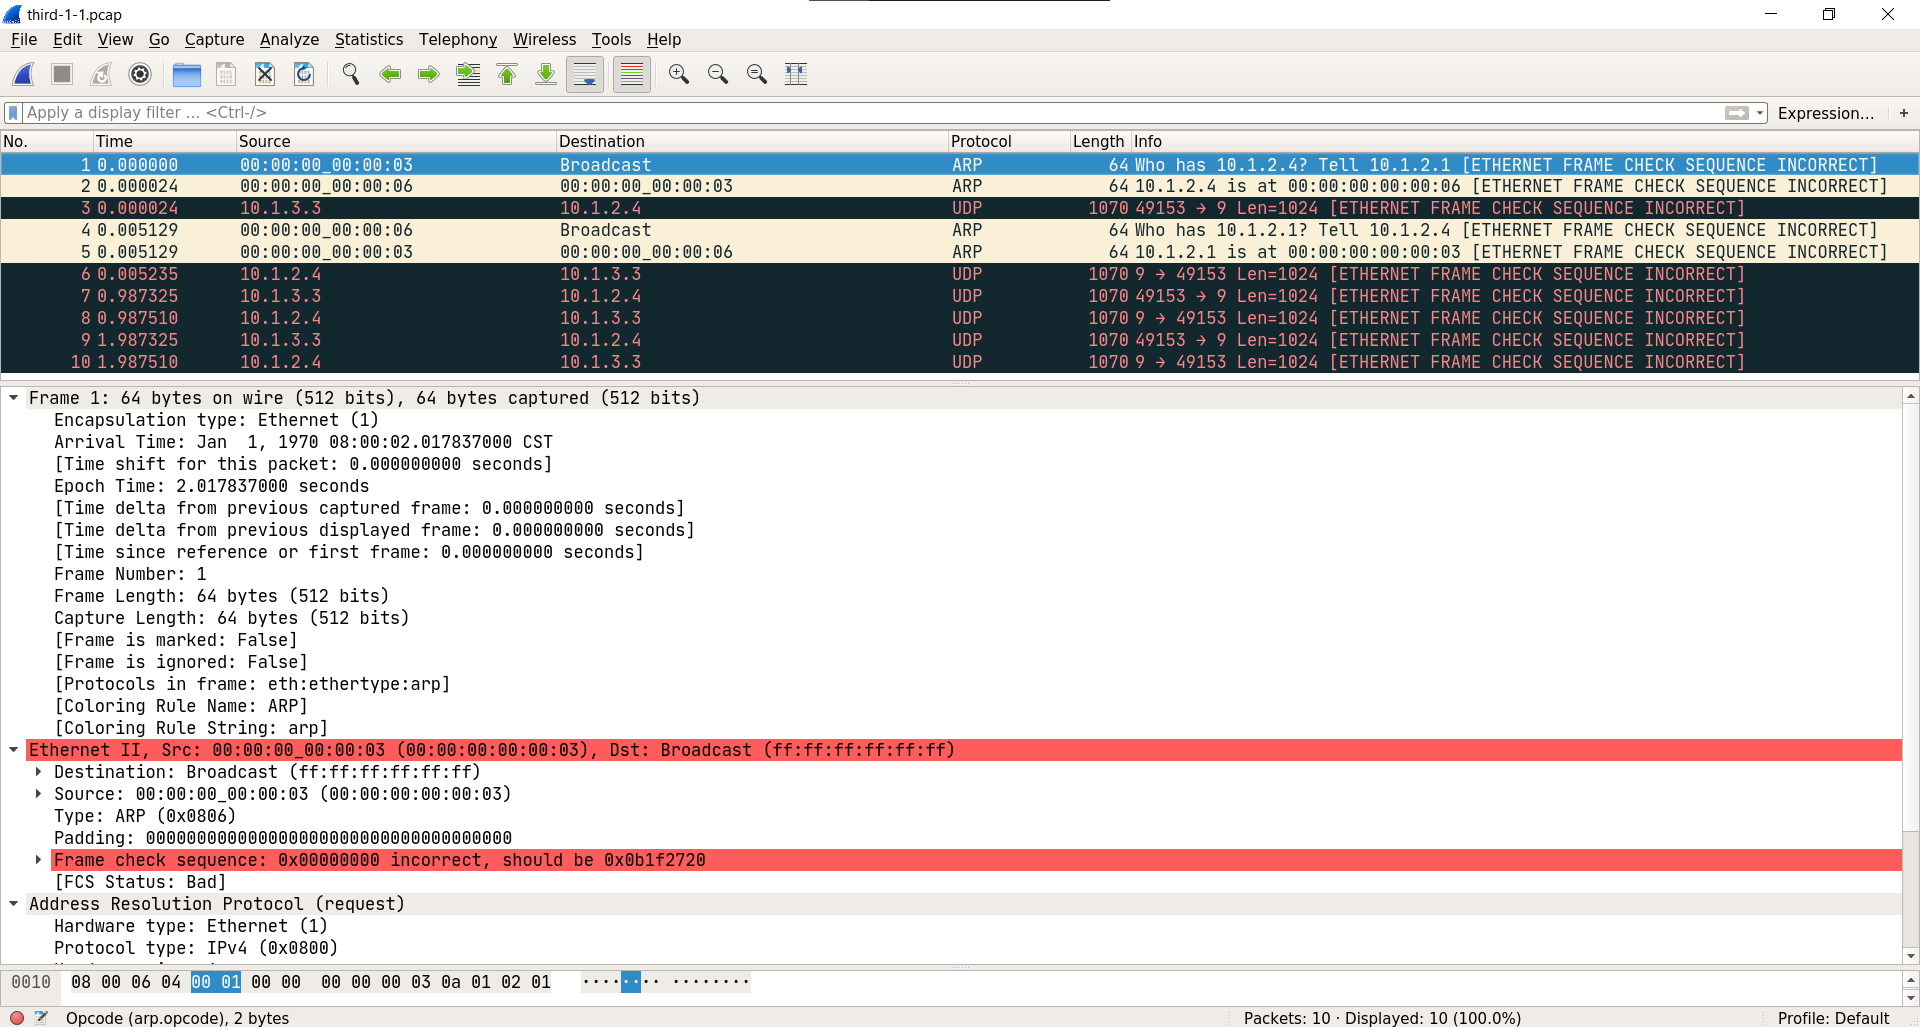 third-1-1.pcap
File Edit View Go Capture Analyze Statistics Telephony Wireless Tools Help
Apply a display filter ... <Ctrl-/> Expression... +
No. Time Source Destination Protocol Length Info
1 0.000000 00:00:00_00:00:03 Broadcast ARP 64 Who has 10.1.2.4? Tell 10.1.2.1 [ETHERNET FRAME CHECK SEQUENCE INCORRECT]
2 0.000024 00:00:00_00:00:06 00:00:00_00:00:03 ARP 64 10.1.2.4 is at 00:00:00:00:00:06 [ETHERNET FRAME CHECK SEQUENCE INCORRECT]
3 0.000024 10.1.3.3 10.1.2.4 UDP 1070 49153 → 9 Len=1024 [ETHERNET FRAME CHECK SEQUENCE INCORRECT]
4 0.005129 00:00:00_00:00:06 Broadcast ARP 64 Who has 10.1.2.1? Tell 10.1.2.4 [ETHERNET FRAME CHECK SEQUENCE INCORRECT]
5 0.005129 00:00:00_00:00:03 00:00:00_00:00:06 ARP 64 10.1.2.1 is at 00:00:00:00:00:03 [ETHERNET FRAME CHECK SEQUENCE INCORRECT]
6 0.005235 10.1.2.4 10.1.3.3 UDP 1070 9 → 49153 Len=1024 [ETHERNET FRAME CHECK SEQUENCE INCORRECT]
7 0.987325 10.1.3.3 10.1.2.4 UDP 1070 49153 → 9 Len=1024 [ETHERNET FRAME CHECK SEQUENCE INCORRECT]
8 0.987510 10.1.2.4 10.1.3.3 UDP 1070 9 → 49153 Len=1024 [ETHERNET FRAME CHECK SEQUENCE INCORRECT]
9 1.987325 10.1.3.3 10.1.2.4 UDP 1070 49153 → 9 Len=1024 [ETHERNET FRAME CHECK SEQUENCE INCORRECT]
10 1.987510 10.1.2.4 10.1.3.3 UDP 1070 9 → 49153 Len=1024 [ETHERNET FRAME CHECK SEQUENCE INCORRECT]
Frame 1: 64 bytes on wire (512 bits), 64 bytes captured (512 bits)
Encapsulation type: Ethernet (1)
Arrival Time: Jan  1, 1970 08:00:02.017837000 CST
[Time shift for this packet: 0.000000000 seconds]
Epoch Time: 2.017837000 seconds
[Time delta from previous captured frame: 0.000000000 seconds]
[Time delta from previous displayed frame: 0.000000000 seconds]
[Time since reference or first frame: 0.000000000 seconds]
Frame Number: 1
Frame Length: 64 bytes (512 bits)
Capture Length: 64 bytes (512 bits)
[Frame is marked: False]
[Frame is ignored: False]
[Protocols in frame: eth:ethertype:arp]
[Coloring Rule Name: ARP]
[Coloring Rule String: arp]
Ethernet II, Src: 00:00:00_00:00:03 (00:00:00:00:00:03), Dst: Broadcast (ff:ff:ff:ff:ff:ff)
Destination: Broadcast (ff:ff:ff:ff:ff:ff)
Source: 00:00:00_00:00:03 (00:00:00:00:00:03)
Type: ARP (0x0806)
Padding: 000000000000000000000000000000000000
Frame check sequence: 0x00000000 incorrect, should be 0x0b1f2720
[FCS Status: Bad]
Address Resolution Protocol (request)
Hardware type: Ethernet (1)
Protocol type: IPv4 (0x0800)
0010 08 00 06 04 00 01 00 00 00 00 00 03 0a 01 02 01 ········ ········
Opcode (arp.opcode), 2 bytes Packets: 10 · Displayed: 10 (100.0%) Profile: Default